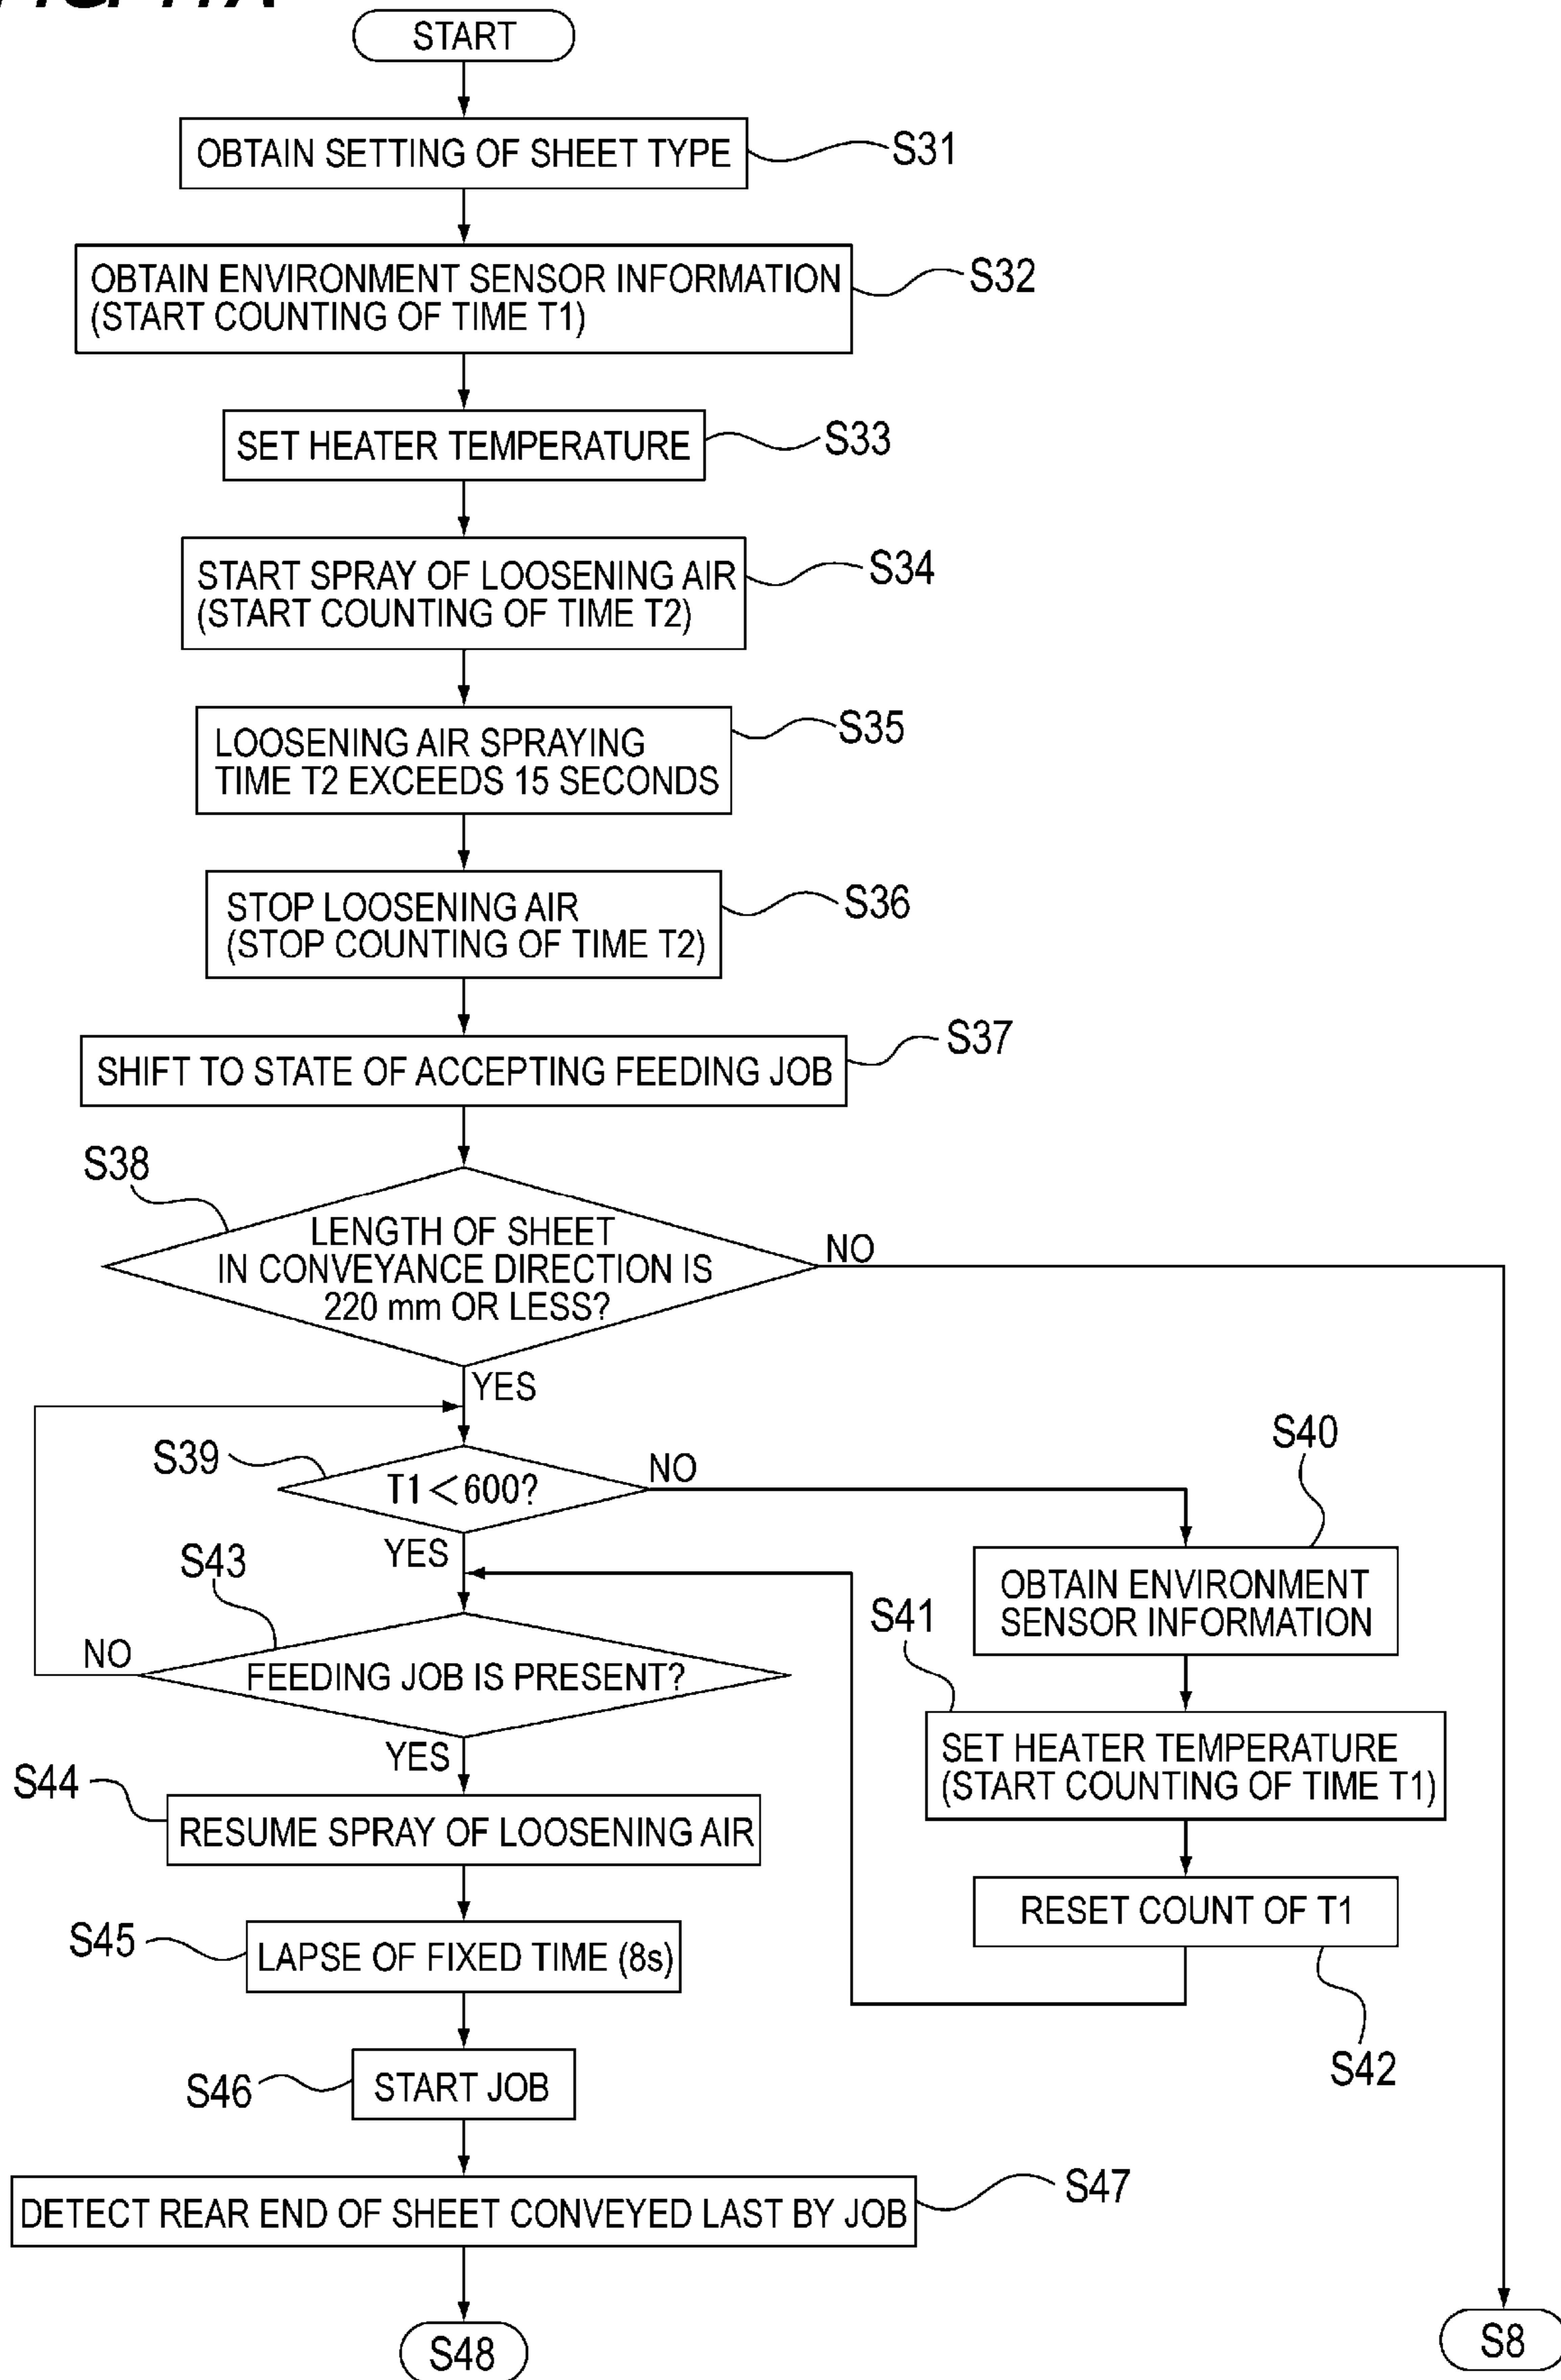 START
OBTAIN SETTING OF SHEET TYPE
S31
OBTAIN ENVIRONMENT SENSOR INFORMATION
(START COUNTING OF TIME T1)
S32
SET HEATER TEMPERATURE
S33
START SPRAY OF LOOSENING AIR
(START COUNTING OF TIME T2)
S34
LOOSENING AIR SPRAYING
TIME T2 EXCEEDS 15 SECONDS
S35
STOP LOOSENING AIR
(STOP COUNTING OF TIME T2)
S36
SHIFT TO STATE OF ACCEPTING FEEDING JOB
S37
S38
LENGTH OF SHEET
IN CONVEYANCE DIRECTION IS
220 mm OR LESS?
NO
YES
S39
T1<600?
NO
YES
S40
OBTAIN ENVIRONMENT
SENSOR INFORMATION
S41
SET HEATER TEMPERATURE
(START COUNTING OF TIME T1)
RESET COUNT OF T1
S42
S43
FEEDING JOB IS PRESENT?
NO
YES
S44
RESUME SPRAY OF LOOSENING AIR
S45
LAPSE OF FIXED TIME (8s)
S46
START JOB
S47
DETECT REAR END OF SHEET CONVEYED LAST BY JOB
S48
S8